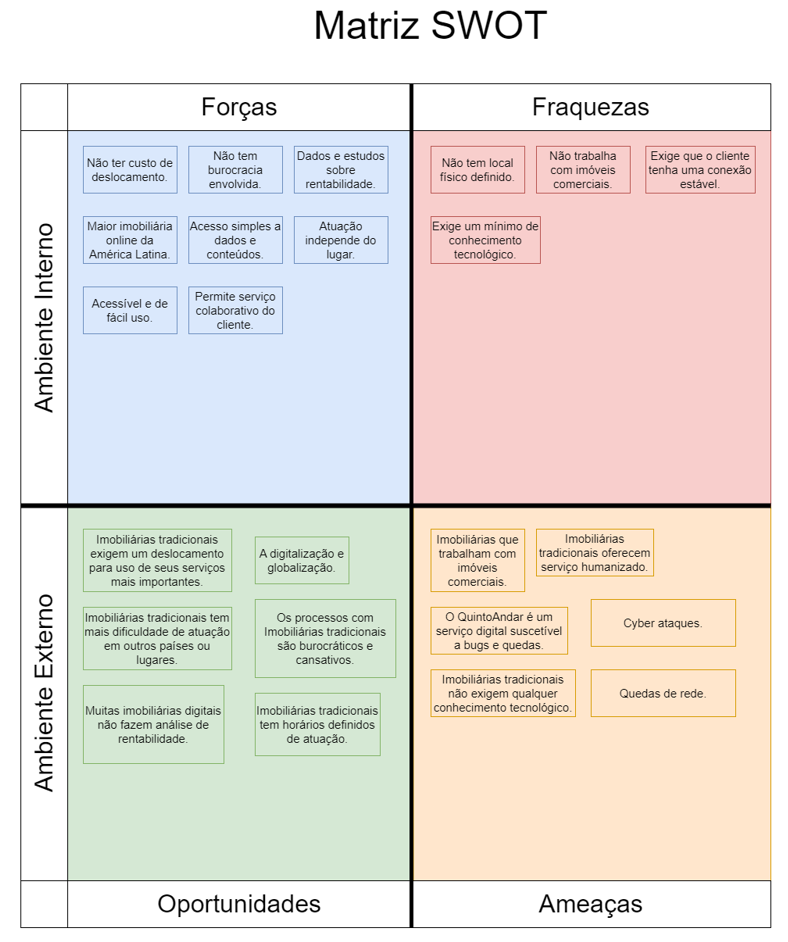 Matriz SWOT
Forças
Fraquezas
Ambiente Interno
Não ter custo de
deslocamento.
Não tem
burocracia
envolvida.
Dados e estudos
sobre
rentabilidade.
Maior imobiliária
online da
América Latina.
Acesso simples a
dados e
conteúdos.
Atuação
independe do
lugar.
Acessível e de
fácil uso.
Permite serviço
colaborativo do
cliente.
Não tem local
físico definido.
Não trabalha
com imóveis
comerciais.
Exige que o cliente
tenha uma conexão
estável.
Exige um mínimo de
conhecimento
tecnológico.
Ambiente Externo
Imobiliárias tradicionais
exigem um deslocamento
para uso de seus serviços
mais importantes.
A digitalização e
globalização.
Imobiliárias tradicionais tem
mais dificuldade de atuação
em outros países ou
lugares.
Os processos com
Imobiliárias tradicionais
são burocráticos e
cansativos.
Muitas imobiliárias digitais
não fazem análise de
rentabilidade.
Imobiliárias tradicionais
tem horários definidos
de atuação.
Imobiliárias que
trabalham com
imóveis
comerciais.
Imobiliárias
tradicionais oferecem
serviço humanizado.
O QuintoAndar é um
serviço digital suscetível
a bugs e quedas.
Cyber ataques.
Imobiliárias tradicionais
não exigem qualquer
conhecimento tecnológico.
Quedas de rede.
Oportunidades
Ameaças